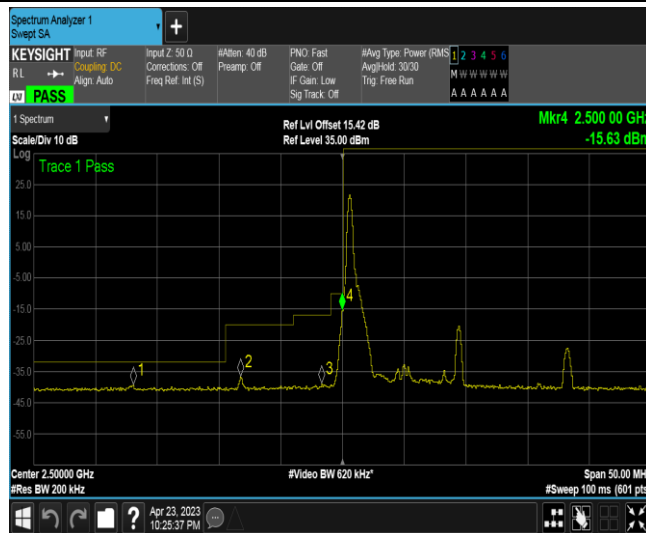 Spectrum Analyzer 1
Swept SA
+
KEYSIGHT Input: RF Input Z: 50 Ω #Atten: 40 dB PNO: Fast #Avg Type: Power (RMS 1 2 3 4 5 6
RL Coupling: DC Corrections: Off Preamp: Off Gate: Off Avg|Hold: 30/30 M W W W W W
Align: Auto Freq Ref: Int (S) IF Gain: Low Trig: Free Run
LXI PASS Sig Track: Off A A A A A A
1 Spectrum Ref Lvl Offset 15.42 dB Mkr4 2.500 00 GHz
Scale/Div 10 dB Ref Level 35.00 dBm -15.63 dBm
Log
Trace 1 Pass
25.0
15.0
5.00
-5.00
4
-15.0
-25.0
1 2 3
-35.0
-45.0
-55.0
Center 2.50000 GHz #Video BW 620 kHz* Span 50.00 MH
#Res BW 200 kHz #Sweep 100 ms (601 pts
? Apr 23, 2023
10:25:37 PM